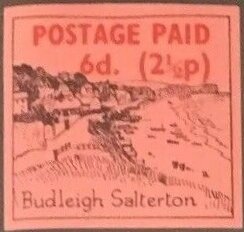 POSTAGE PAID
6d. (2½p)
Budleigh Salterton